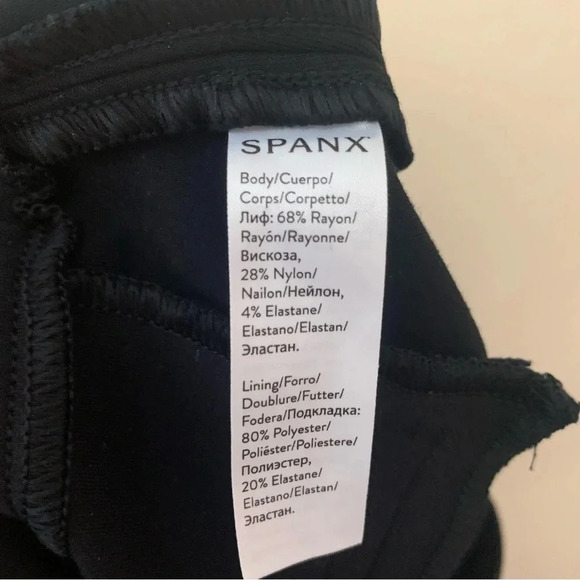 SPANX
Body/Cuerpo/
Corps/Corpetto/
Лиф: 68% Rayon/
Rayón/Rayonne/
Вискоза,
28% Nylon/
Nailon/Нейлон,
4% Elastane/
Elastano/Elastan/
Эластан.
Lining/Forro/
Doublure/Futter/
Fodera/Подкладка:
80% Polyester/
Poliéster/Poliestere/
Полиэстер,
20% Elastane/
Elastano/Elastan/
Эластан.